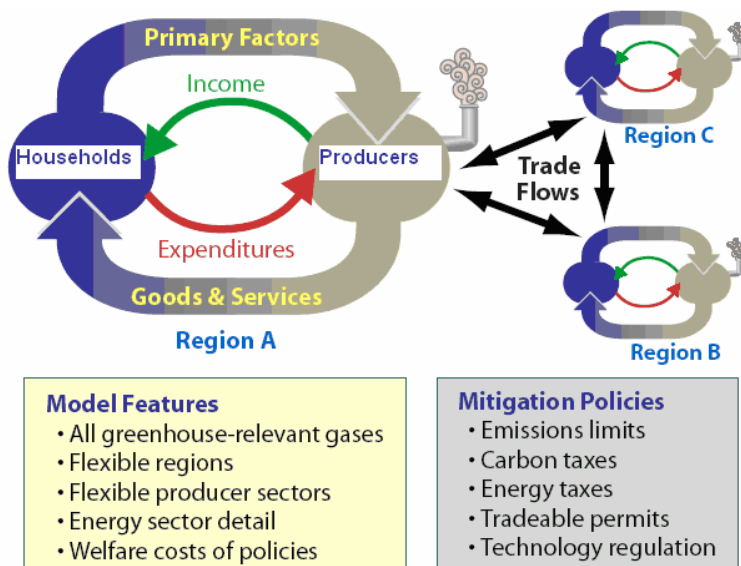 Primary Factors
Income
Households
Producers
Expenditures
Goods & Services
Region A
Trade
Flows
Region C
Region B
Model Features
• All greenhouse-relevant gases
• Flexible regions
• Flexible producer sectors
• Energy sector detail
• Welfare costs of policies
Mitigation Policies
• Emissions limits
• Carbon taxes
• Energy taxes
• Tradeable permits
• Technology regulation